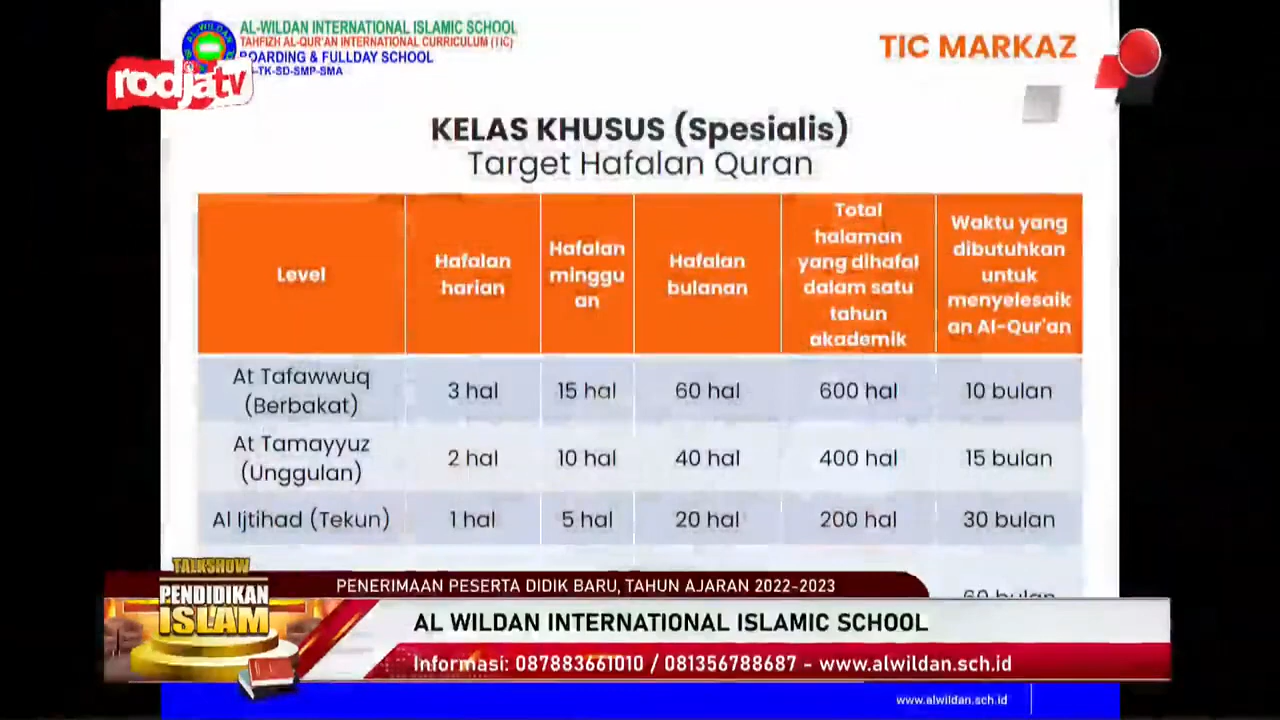 AL-WILDAN INTERNATIONAL ISLAMIC SCHOOL
TAHFIZH AL-QUR'AN INTERNATIONAL CURRICULUM (TIC)
BOARDING & FULLDAY SCHOOL
-TK-SD-SMP-SMA
rodjatv
TIC MARKAZ
KELAS KHUSUS (Spesialis)
Target Hafalan Quran
Level
Hafalan
harian
Hafalan
minggu
an
Hafalan
bulanan
Total
halaman
yang dihafal
dalam satu
tahun
akademik
Waktu yang
dibutuhkan
untuk
menyelesaik
an Al-Qur'an
At Tafawwuq
(Berbakat)
3 hal
15 hal
60 hal
600 hal
10 bulan
At Tamayyuz
(Unggulan)
2 hal
10 hal
40 hal
400 hal
15 bulan
Al Ijtihad (Tekun)
1 hal
5 hal
20 hal
200 hal
30 bulan
60 bulan
TALKSHOW
PENDIDIKAN
ISLAM
PENERIMAAN PESERTA DIDIK BARU, TAHUN AJARAN 2022-2023
AL WILDAN INTERNATIONAL ISLAMIC SCHOOL
Informasi: 087883661010 / 081356788687 - www.alwildan.sch.id
www.alwildan.sch.id